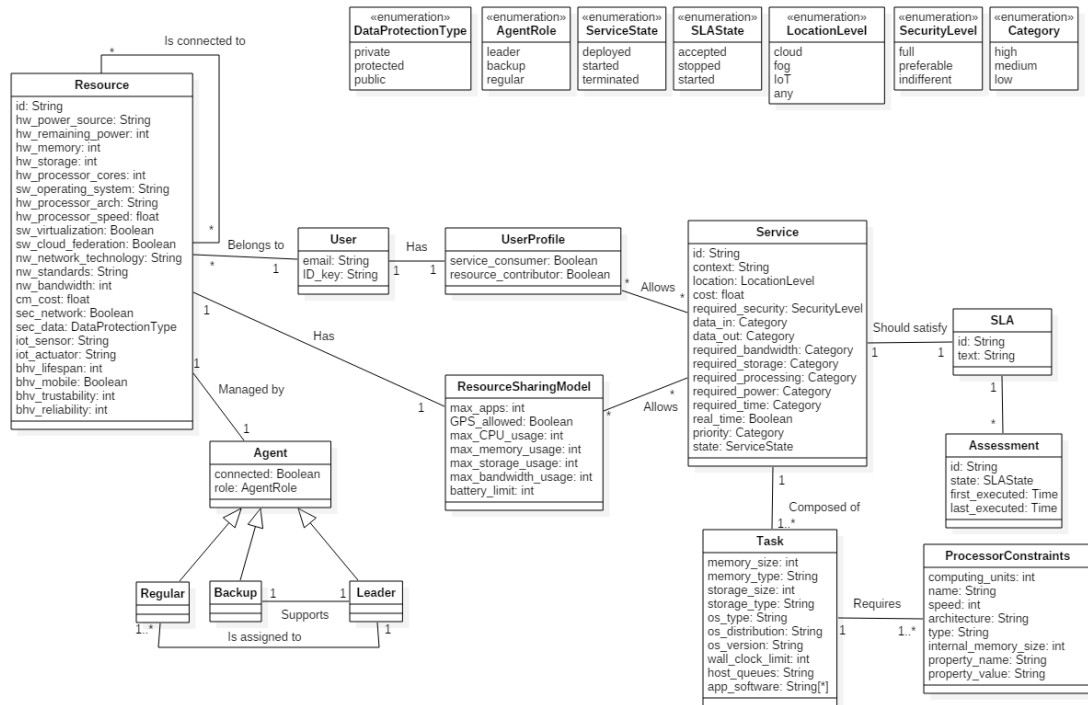 «enumeration»
DataProtectionType
private
protected
public
«enumeration»
AgentRole
leader
backup
regular
«enumeration»
ServiceState
deployed
started
terminated
«enumeration»
SLAState
accepted
stopped
started
«enumeration»
LocationLevel
cloud
fog
IoT
any
«enumeration»
SecurityLevel
full
preferable
indifferent
«enumeration»
Category
high
medium
low
Is connected to
*
*
Resource
id: String
hw_power_source: String
hw_remaining_power: int
hw_memory: int
hw_storage: int
hw_processor_cores: int
sw_operating_system: String
hw_processor_arch: String
hw_processor_speed: float
sw_virtualization: Boolean
sw_cloud_federation: Boolean
nw_network_technology: String
nw_standards: String
nw_bandwidth: int
cm_cost: float
sec_network: Boolean
sec_data: DataProtectionType
iot_sensor: String
iot_actuator: String
bhv_lifespan: int
bhv_mobile: Boolean
bhv_trustability: int
bhv_reliability: int
Belongs to
*
1
User
email: String
ID_key: String
Has
1
1
UserProfile
service_consumer: Boolean
resource_contributor: Boolean
*
Allows
*
Service
id: String
context: String
location: LocationLevel
cost: float
required_security: SecurityLevel
data_in: Category
data_out: Category
required_bandwidth: Category
required_storage: Category
required_processing: Category
required_power: Category
required_time: Category
real_time: Boolean
priority: Category
state: ServiceState
Should satisfy
1
1
SLA
id: String
text: String
1
*
Assessment
id: String
state: SLAState
first_executed: Time
last_executed: Time
1
Has
1
ResourceSharingModel
max_apps: int
GPS_allowed: Boolean
max_CPU_usage: int
max_memory_usage: int
max_storage_usage: int
max_bandwidth_usage: int
battery_limit: int
*
Allows
*
1
Managed by
1
Agent
connected: Boolean
role: AgentRole
Regular
Backup
Leader
1
1
Supports
1..*
Is assigned to
1
1
Composed of
1..*
Task
memory_size: int
memory_type: String
storage_size: int
storage_type: String
os_type: String
os_distribution: String
os_version: String
wall_clock_limit: int
host_queues: String
app_software: String[*]
Requires
1
1..*
ProcessorConstraints
computing_units: int
name: String
speed: int
architecture: String
type: String
internal_memory_size: int
property_name: String
property_value: String